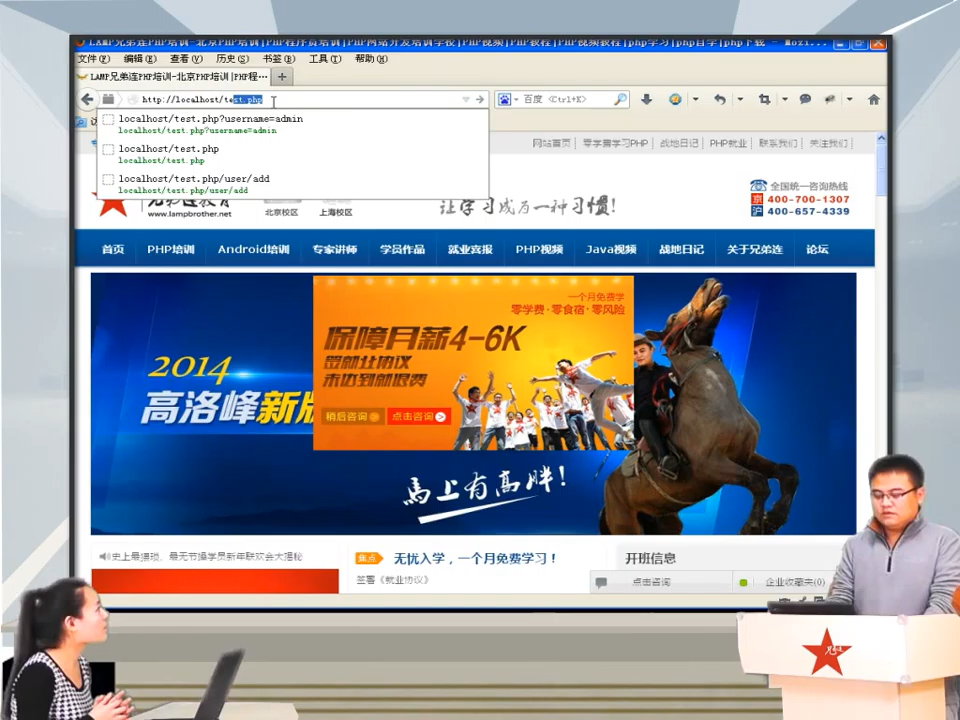 LAMP兄弟连PHP培训-北京PHP培训|PHP程序员培训|PHP网站开发培训学校|PHP视频|PHP教程|PHP视频教程|php学习|php自学|php下载 - Mozi...
文件(F) 编辑(E) 查看(V) 历史(S) 书签(B) 工具(T) 帮助(H)
LAMP兄弟连PHP培训-北京PHP培训|PHP程...
http://localhost/test.php
百度 <Ctrl+K>
localhost/test.php?username=admin
localhost/test.php?username=admin
localhost/test.php
localhost/test.php
localhost/test.php/user/add
localhost/test.php/user/add
网站首页 | 零学费学习PHP | 战地日记 | PHP就业 | 联系我们 | 关注我们
兄弟连教育
www.lampbrother.net
北京校区 上海校区
让学习成为一种习惯!
全国统一咨询热线
京 400-700-1307
沪 400-657-4339
首页 PHP培训 Android培训 专家讲师 学员作品 就业喜报 PHP视频 Java视频 战地日记 关于兄弟连 论坛
一个月免费学
零学费·零食宿·零风险
保障月薪4-6K
签就业协议
未达到就退费
稍后咨询 点击咨询
2014
高洛峰新版
馬上有高胖!
史上最爆笑、最无节操学员新年联欢会大揭秘
焦点 无忧入学，一个月免费学习！
签署《就业协议》
开班信息
点击咨询
企业收藏夹(0)
兄弟连